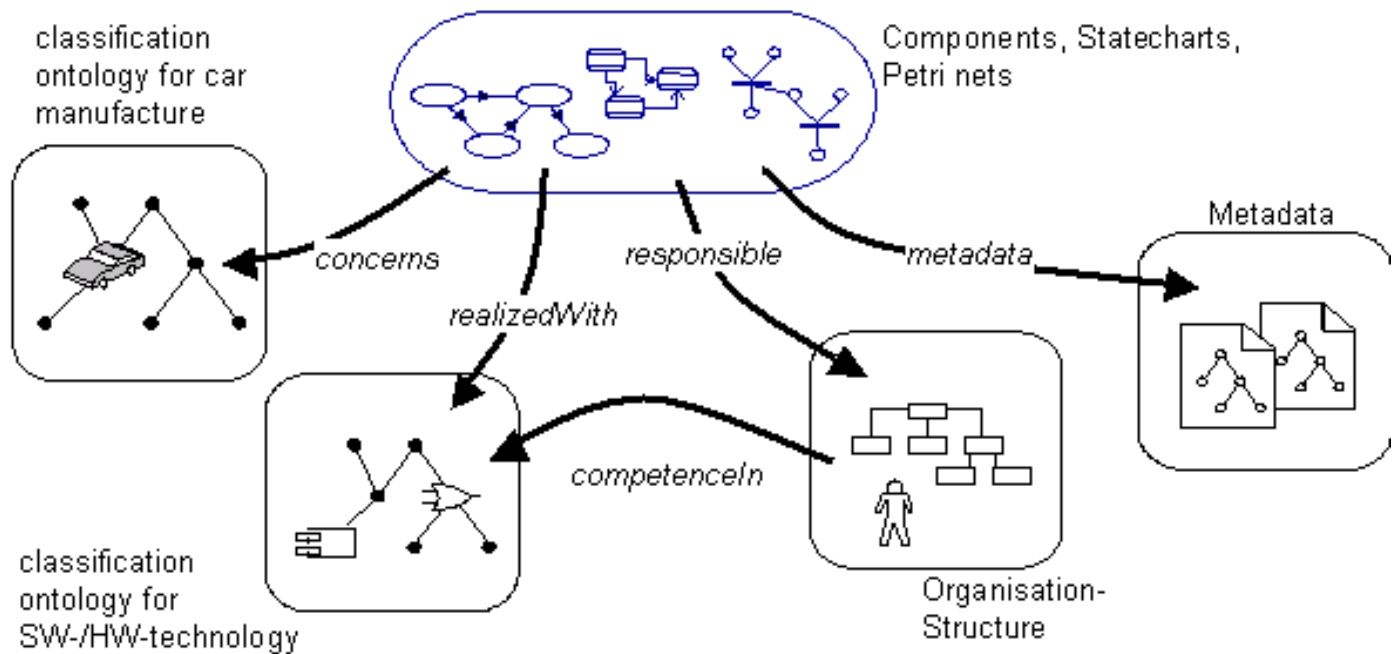 classification
ontology for car
manufacture
Components, Statecharts,
Petri nets
Metadata
concerns
responsible
metadata
realizedWith
competenceIn
classification
ontology for
SW-/HW-technology
Organisation-
Structure